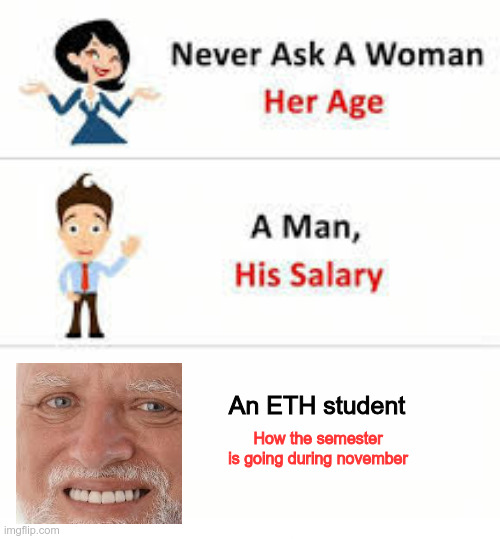 Never Ask A Woman
Her Age
A Man,
His Salary
An ETH student
How the semester
is going during november
imgflip.com